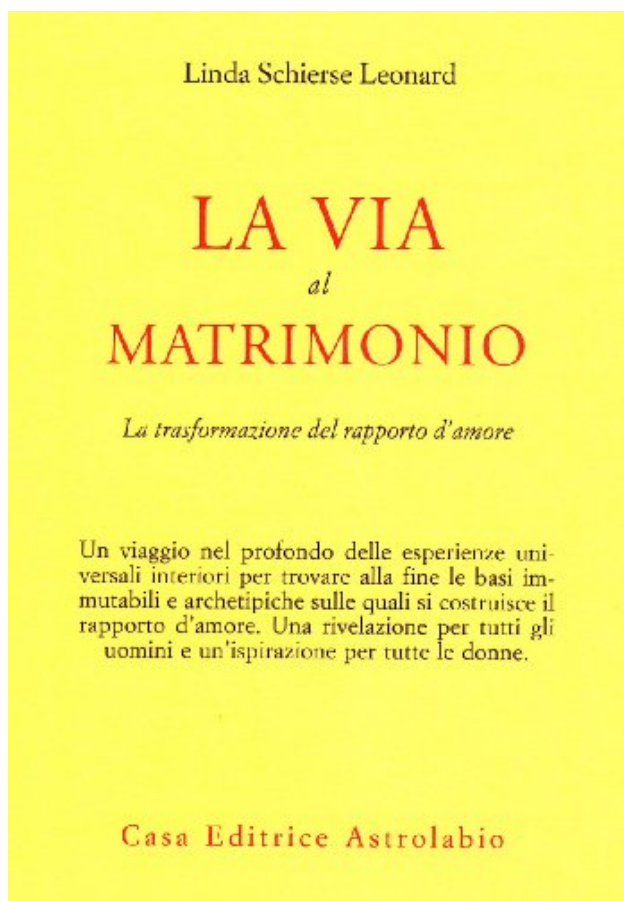 Linda Schierse Leonard
LA VIA
al
MATRIMONIO
La trasformazione del rapporto d'amore
Un viaggio nel profondo delle esperienze uni-
versali interiori per trovare alla fine le basi im-
mutabili e archetipiche sulle quali si costruisce il
rapporto d'amore. Una rivelazione per tutti gli
uomini e un'ispirazione per tutte le donne.
Casa Editrice Astrolabio